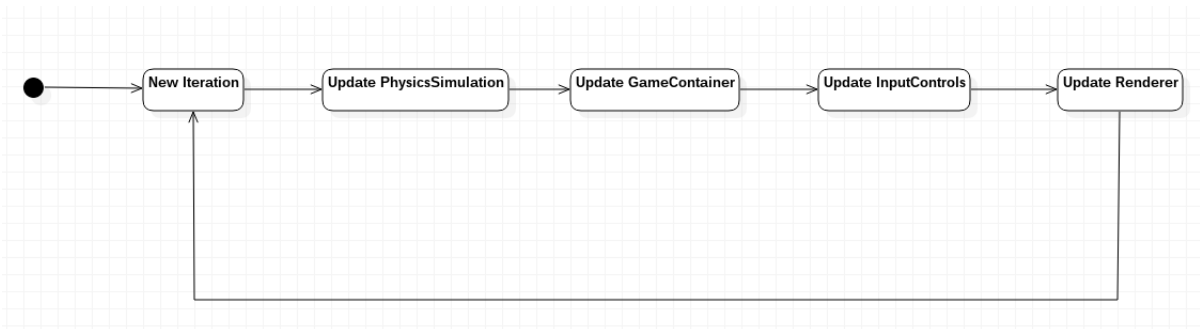 New Iteration
Update PhysicsSimulation
Update GameContainer
Update InputControls
Update Renderer